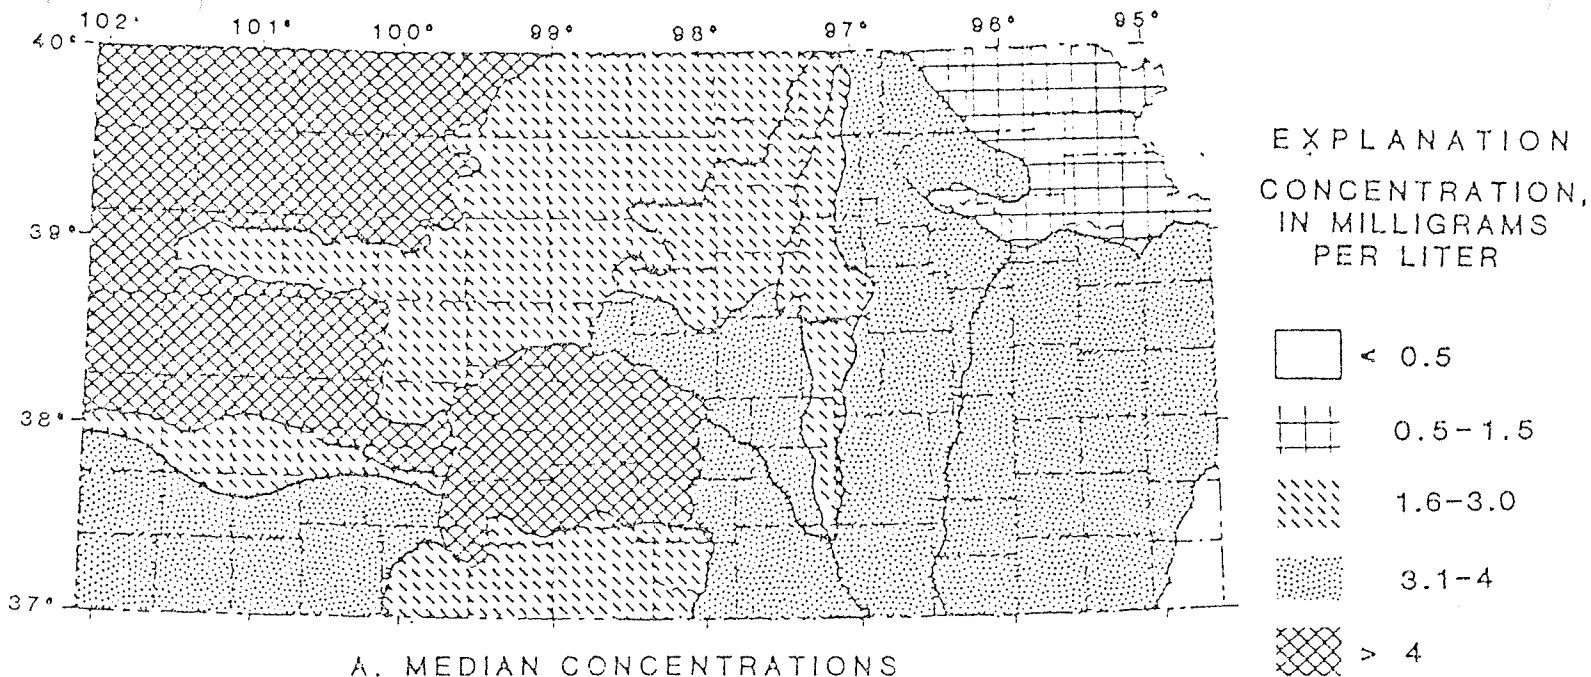 102° 101° 100° 99° 98° 97° 96° 95°
40°
39°
38°
37°
EXPLANATION
CONCENTRATION,
IN MILLIGRAMS
PER LITER
< 0.5
0.5-1.5
1.6-3.0
3.1-4
> 4
A. MEDIAN CONCENTRATIONS